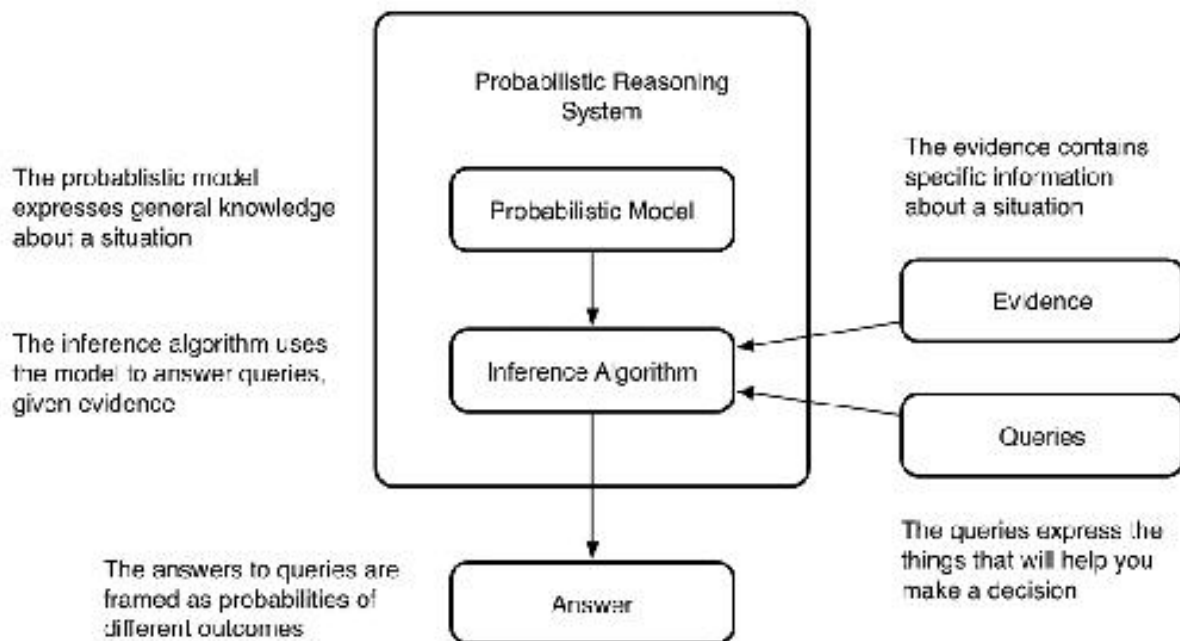 Probabilistic Reasoning
System
The probablistic model
expresses general knowledge
about a situation
Probabilistic Model
The evidence contains
specific information
about a situation
Evidence
The inference algorithm uses
the model to answer queries,
given evidence
Inference Algorithm
Queries
The queries express the
things that will help you
make a decision
The answers to queries are
framed as probabilities of
different outcomes
Answer